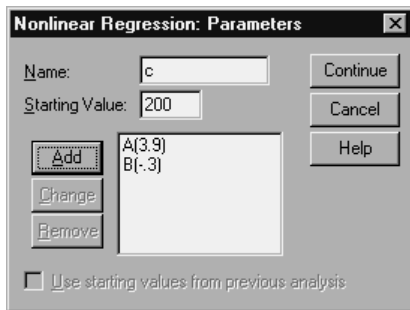 Nonlinear Regression: Parameters
Name: c
Starting Value: 200
Continue
Cancel
Help
Add
Change
Remove
A(3.9)
B(-.3)
Use starting values from previous analysis